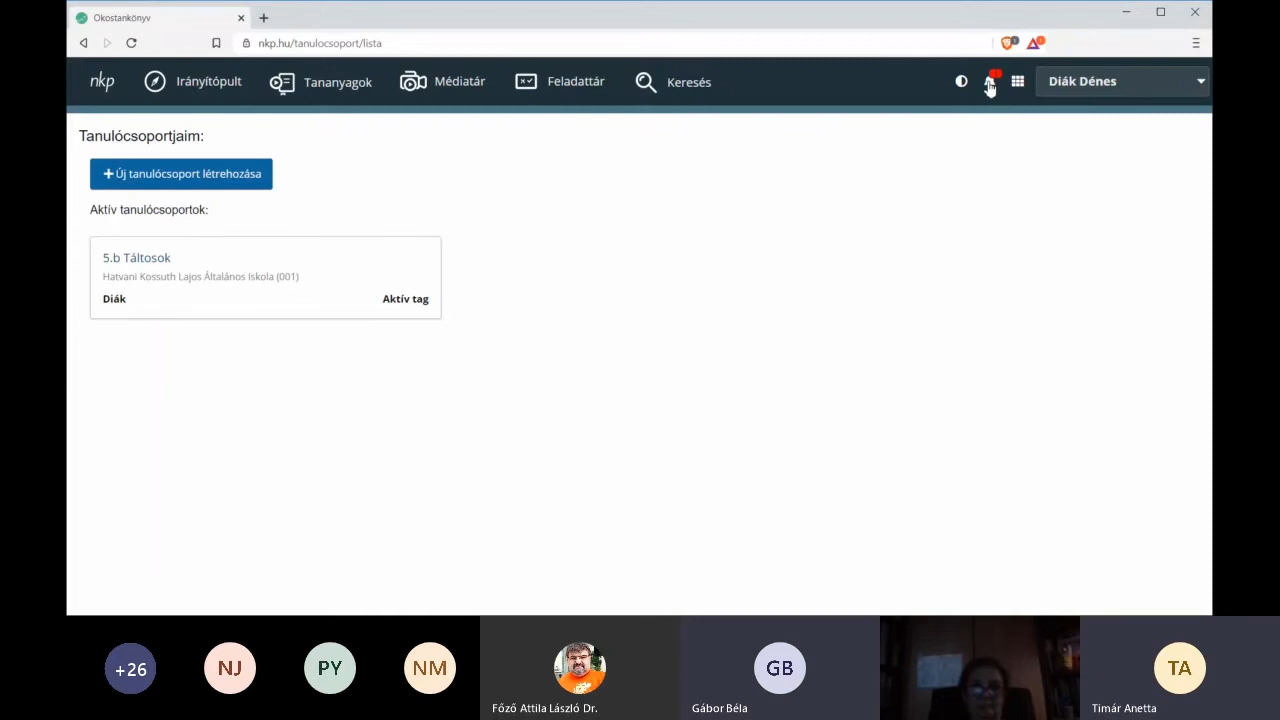 Okostankönyv
nkp.hu/tanulocsoport/lista
nkp Irányítópult Tananyagok Médiatár Feladattár Keresés Diák Dénes
Tanulócsoportjaim:
+Új tanulócsoport létrehozása
Aktív tanulócsoportok:
5.b Táltosok
Hatvani Kossuth Lajos Általános Iskola (001)
Diák Aktív tag
+26 NJ PY NM GB TA
Főző Attila László Dr. Gábor Béla Timár Anetta